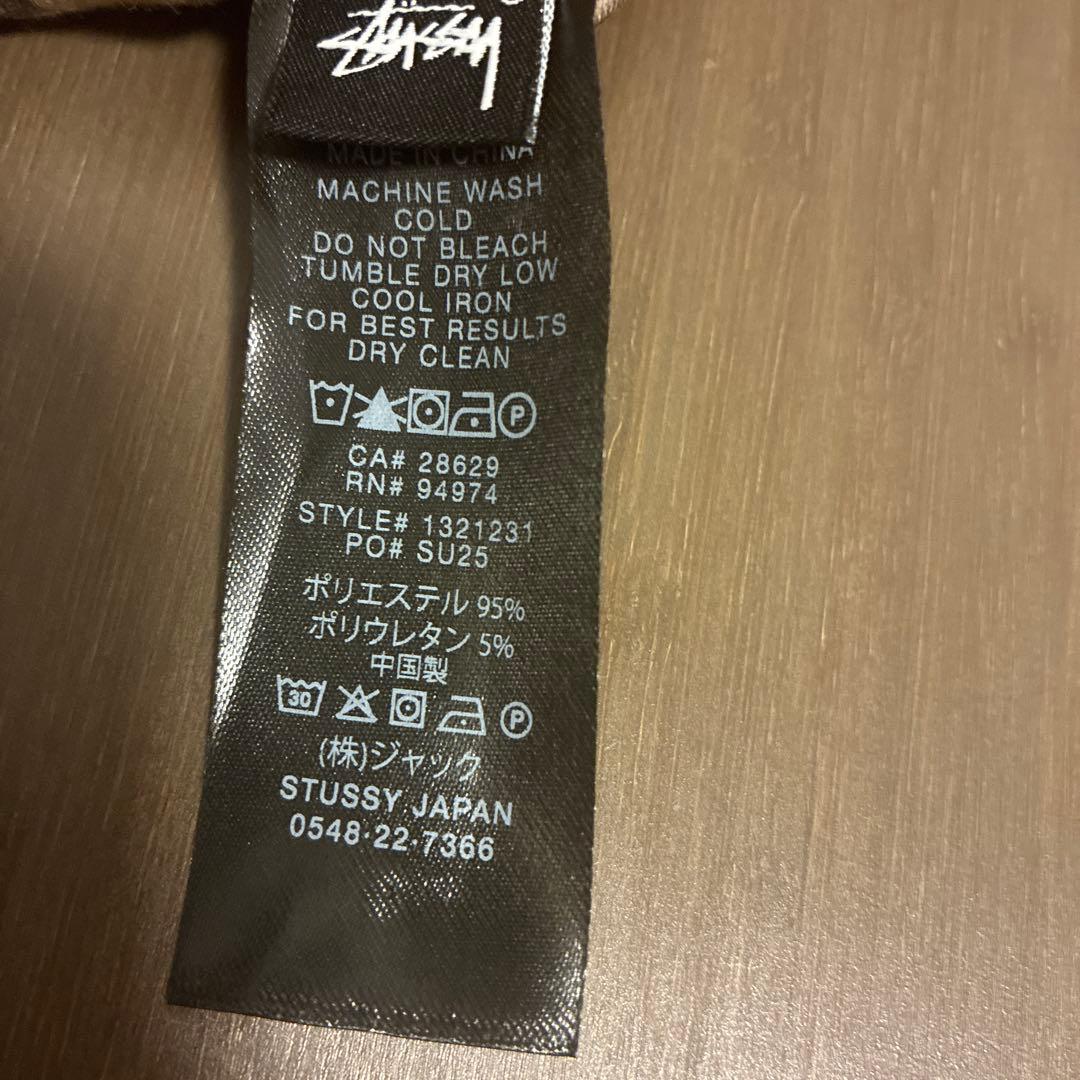 Stüssy
MADE IN CHINA
MACHINE WASH
COLD
DO NOT BLEACH
TUMBLE DRY LOW
COOL IRON
FOR BEST RESULTS
DRY CLEAN
P
CA# 28629
RN# 94974
STYLE# 1321231
PO# SU25
ポリエステル 95%
ポリウレタン 5%
中国製
30 P
(株)ジャック
STUSSY JAPAN
0548·22·7366